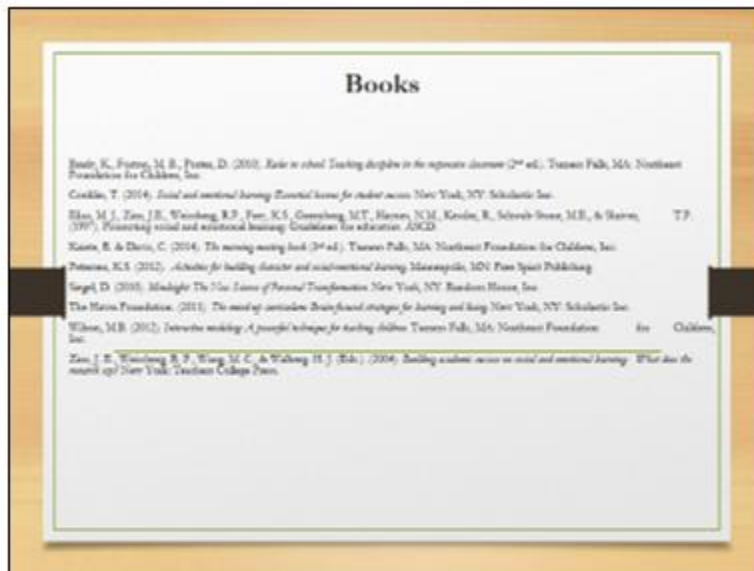 Books
K., M. B., D. Rules in school: Teaching discipline in the responsive classroom (2nd ed.). Turners Falls, MA: Northeast
Foundation for Children, Inc.
Conklin, T. (2014). Social and emotional learning: Essential lessons for student success. New York, NY: Scholastic Inc.
Elias, M. J., Zins, J.E., Weissberg, R.P., Frey, K.S., Greenberg, M.T., Haynes, N.M., Kessler, R., Schwab-Stone, M.E., & Shriver, T.P.
(1997). Promoting social and emotional learning: Guidelines for educators. ASCD.
R. & Davis, C. (2014). The morning meeting book (3rd ed.). Turners Falls, MA: Northeast Foundation for Children, Inc.
Petersen, K.S. (2012). Activities for building character and social-emotional learning. Minneapolis, MN: Free Spirit Publishing.
Siegel, D. (2010). Mindsight: The New Science of Personal Transformation. New York, NY: Random House, Inc.
The Hawn Foundation. (2011). The mindup curriculum: Brain-focused strategies for learning and living. New York, NY: Scholastic Inc.
Wilson, M.B. (2012). Interactive modeling: A powerful technique for teaching children. Turners Falls, MA: Northeast Foundation for Children,
Inc.
Zins, J. E., Weissberg, R. P., Wang, M. C., & Walberg, H. J. (Eds.). (2004). Building academic success on social and emotional learning: What does the
research say? New York: Teachers College Press.